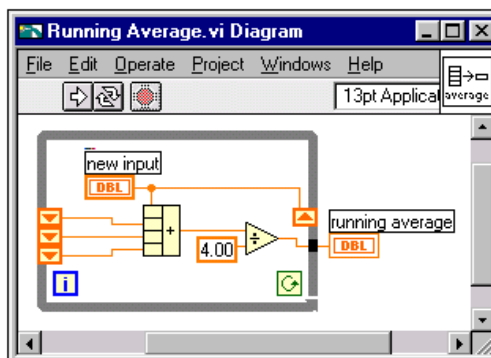 Running Average.vi Diagram
File Edit Operate Project Windows Help
13pt Applicat
average
new input
DBL
+
4.00
÷
running average
DBL
i